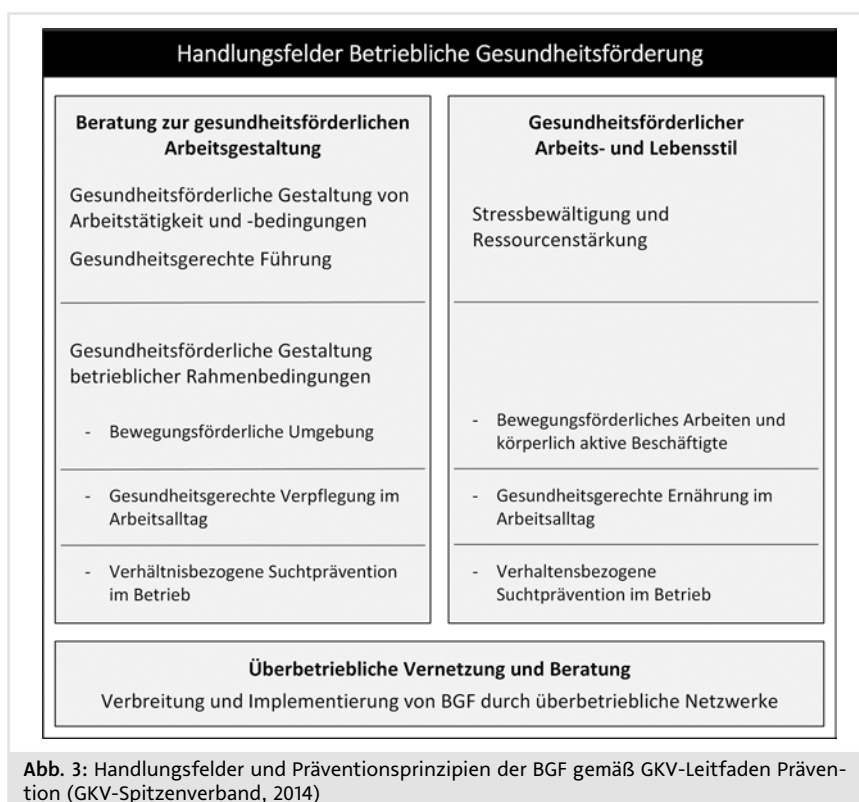 Handlungsfelder Betriebliche Gesundheitsförderung
Beratung zur gesundheitsförderlichen
Arbeitsgestaltung
Gesundheitsförderliche Gestaltung von
Arbeitstätigkeit und -bedingungen
Gesundheitsgerechte Führung
Gesundheitsförderliche Gestaltung
betrieblicher Rahmenbedingungen
- Bewegungsförderliche Umgebung
- Gesundheitsgerechte Verpflegung im
Arbeitsalltag
- Verhältnisbezogene Suchtprävention
im Betrieb
Gesundheitsförderlicher
Arbeits- und Lebensstil
Stressbewältigung und
Ressourcenstärkung
- Bewegungsförderliches Arbeiten und
körperlich aktive Beschäftigte
- Gesundheitsgerechte Ernährung im
Arbeitsalltag
- Verhaltensbezogene
Suchtprävention im Betrieb
Überbetriebliche Vernetzung und Beratung
Verbreitung und Implementierung von BGF durch überbetriebliche Netzwerke
Abb. 3: Handlungsfelder und Präventionsprinzipien der BGF gemäß GKV-Leitfaden Präven-
tion (GKV-Spitzenverband, 2014)